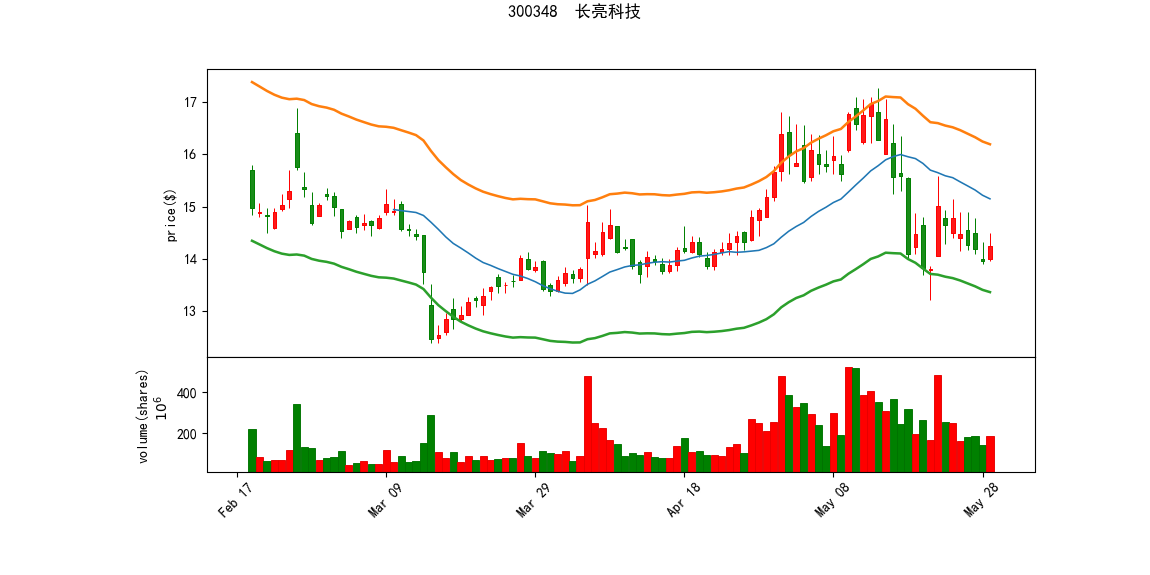 300348 长亮科技
price($)
17
16
15
14
13
volume(shares)
10^6
400
200
Feb 17
Mar 09
Mar 29
Apr 18
May 08
May 28